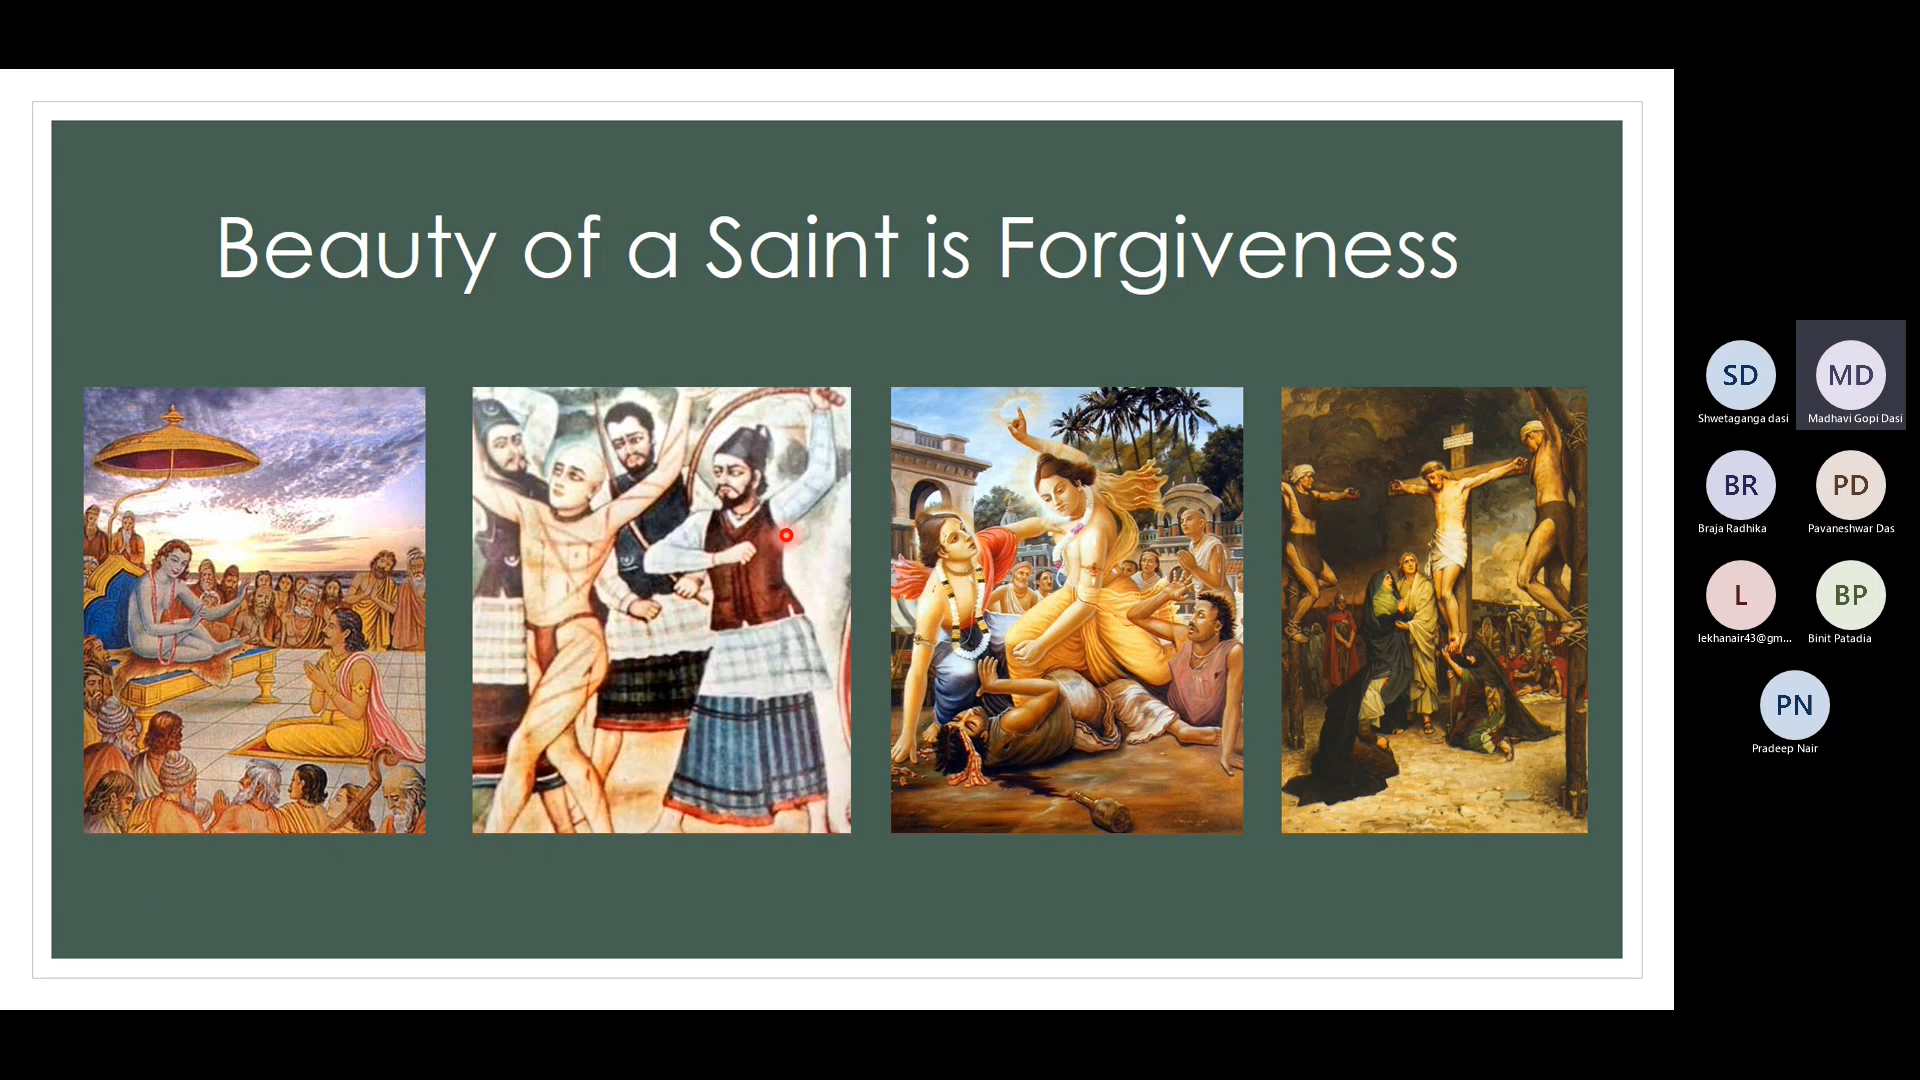 Beauty of a Saint is Forgiveness
SD
Shwetaganga dasi
MD
Madhavi Gopi Dasi
BR
Braja Radhika
PD
Pavaneshwar Das
L
lekhanair43@gm...
BP
Binit Patadia
PN
Pradeep Nair